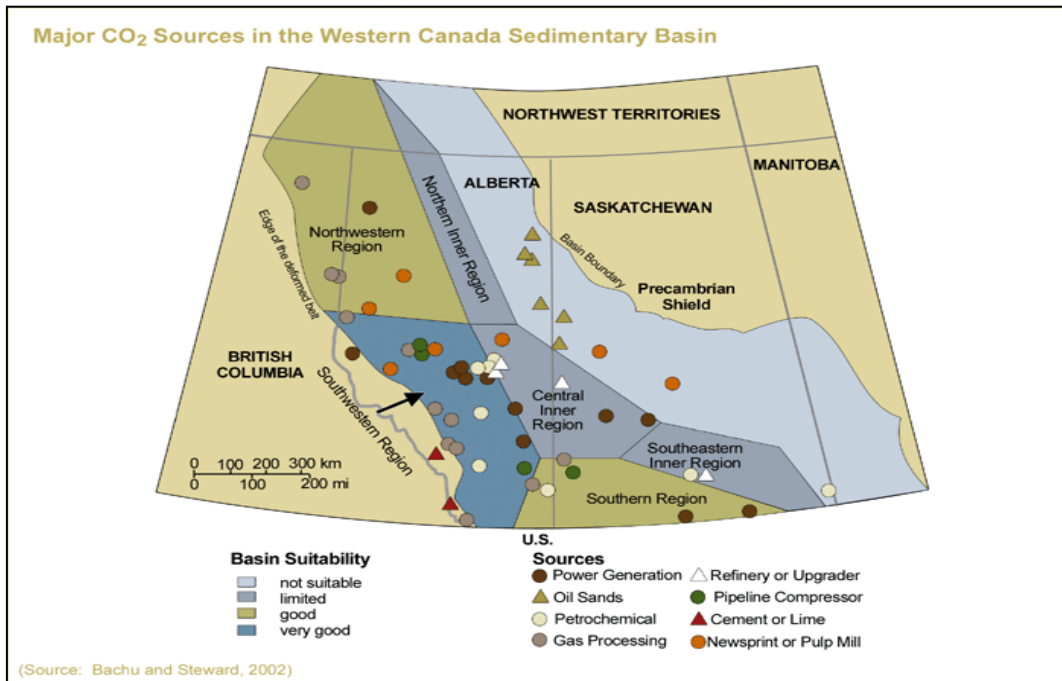 Major CO₂ Sources in the Western Canada Sedimentary Basin
NORTHWEST TERRITORIES
MANITOBA
ALBERTA
SASKATCHEWAN
Northern Inner Region
Northwestern
Region
Edge of the deformed belt
Basin Boundary
Precambrian
Shield
BRITISH
COLUMBIA
Southwestern Region
Central
Inner
Region
Southeastern
Inner Region
Southern Region
0 100 200 300 km
0 100 200 mi
U.S.
Basin Suitability
not suitable
limited
good
very good
Sources
Power Generation
Oil Sands
Petrochemical
Gas Processing
Refinery or Upgrader
Pipeline Compressor
Cement or Lime
Newsprint or Pulp Mill
(Source: Bachu and Steward, 2002)